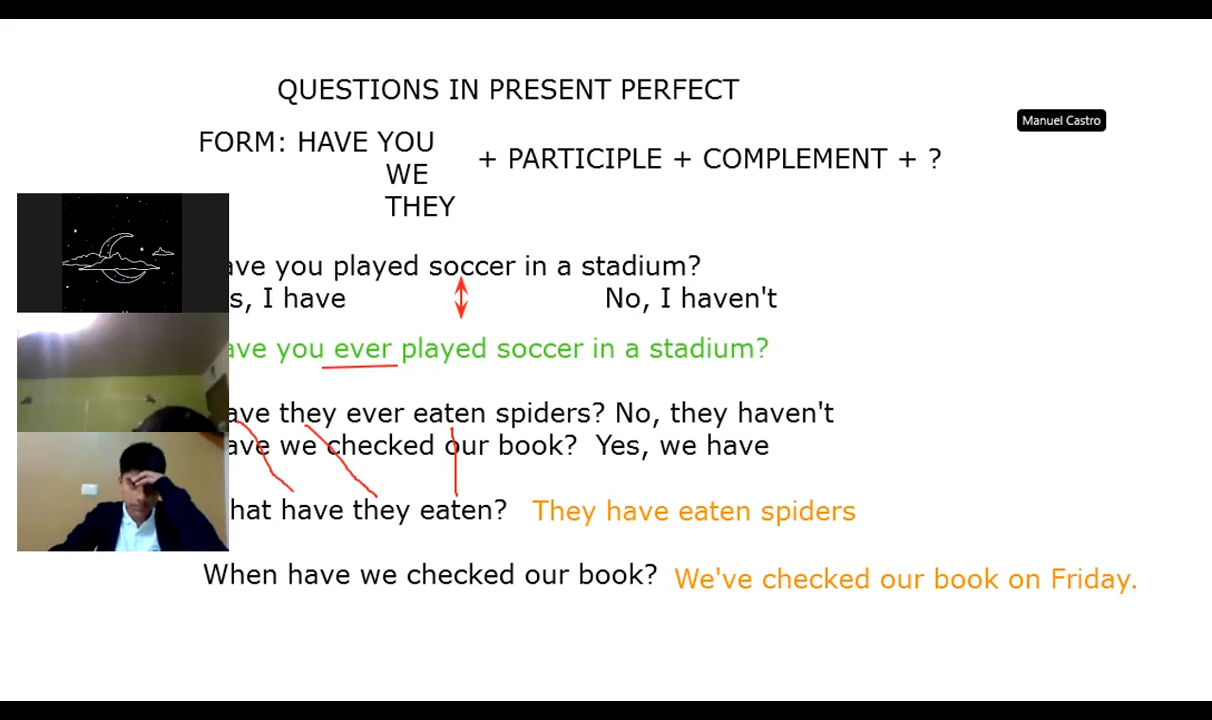 QUESTIONS IN PRESENT PERFECT
Manuel Castro
FORM: HAVE YOU
WE
THEY
+ PARTICIPLE + COMPLEMENT + ?
ave you played soccer in a stadium?
s, I have No, I haven't
ave you ever played soccer in a stadium?
ave they ever eaten spiders? No, they haven't
ave we checked our book? Yes, we have
hat have they eaten? They have eaten spiders
When have we checked our book? We've checked our book on Friday.